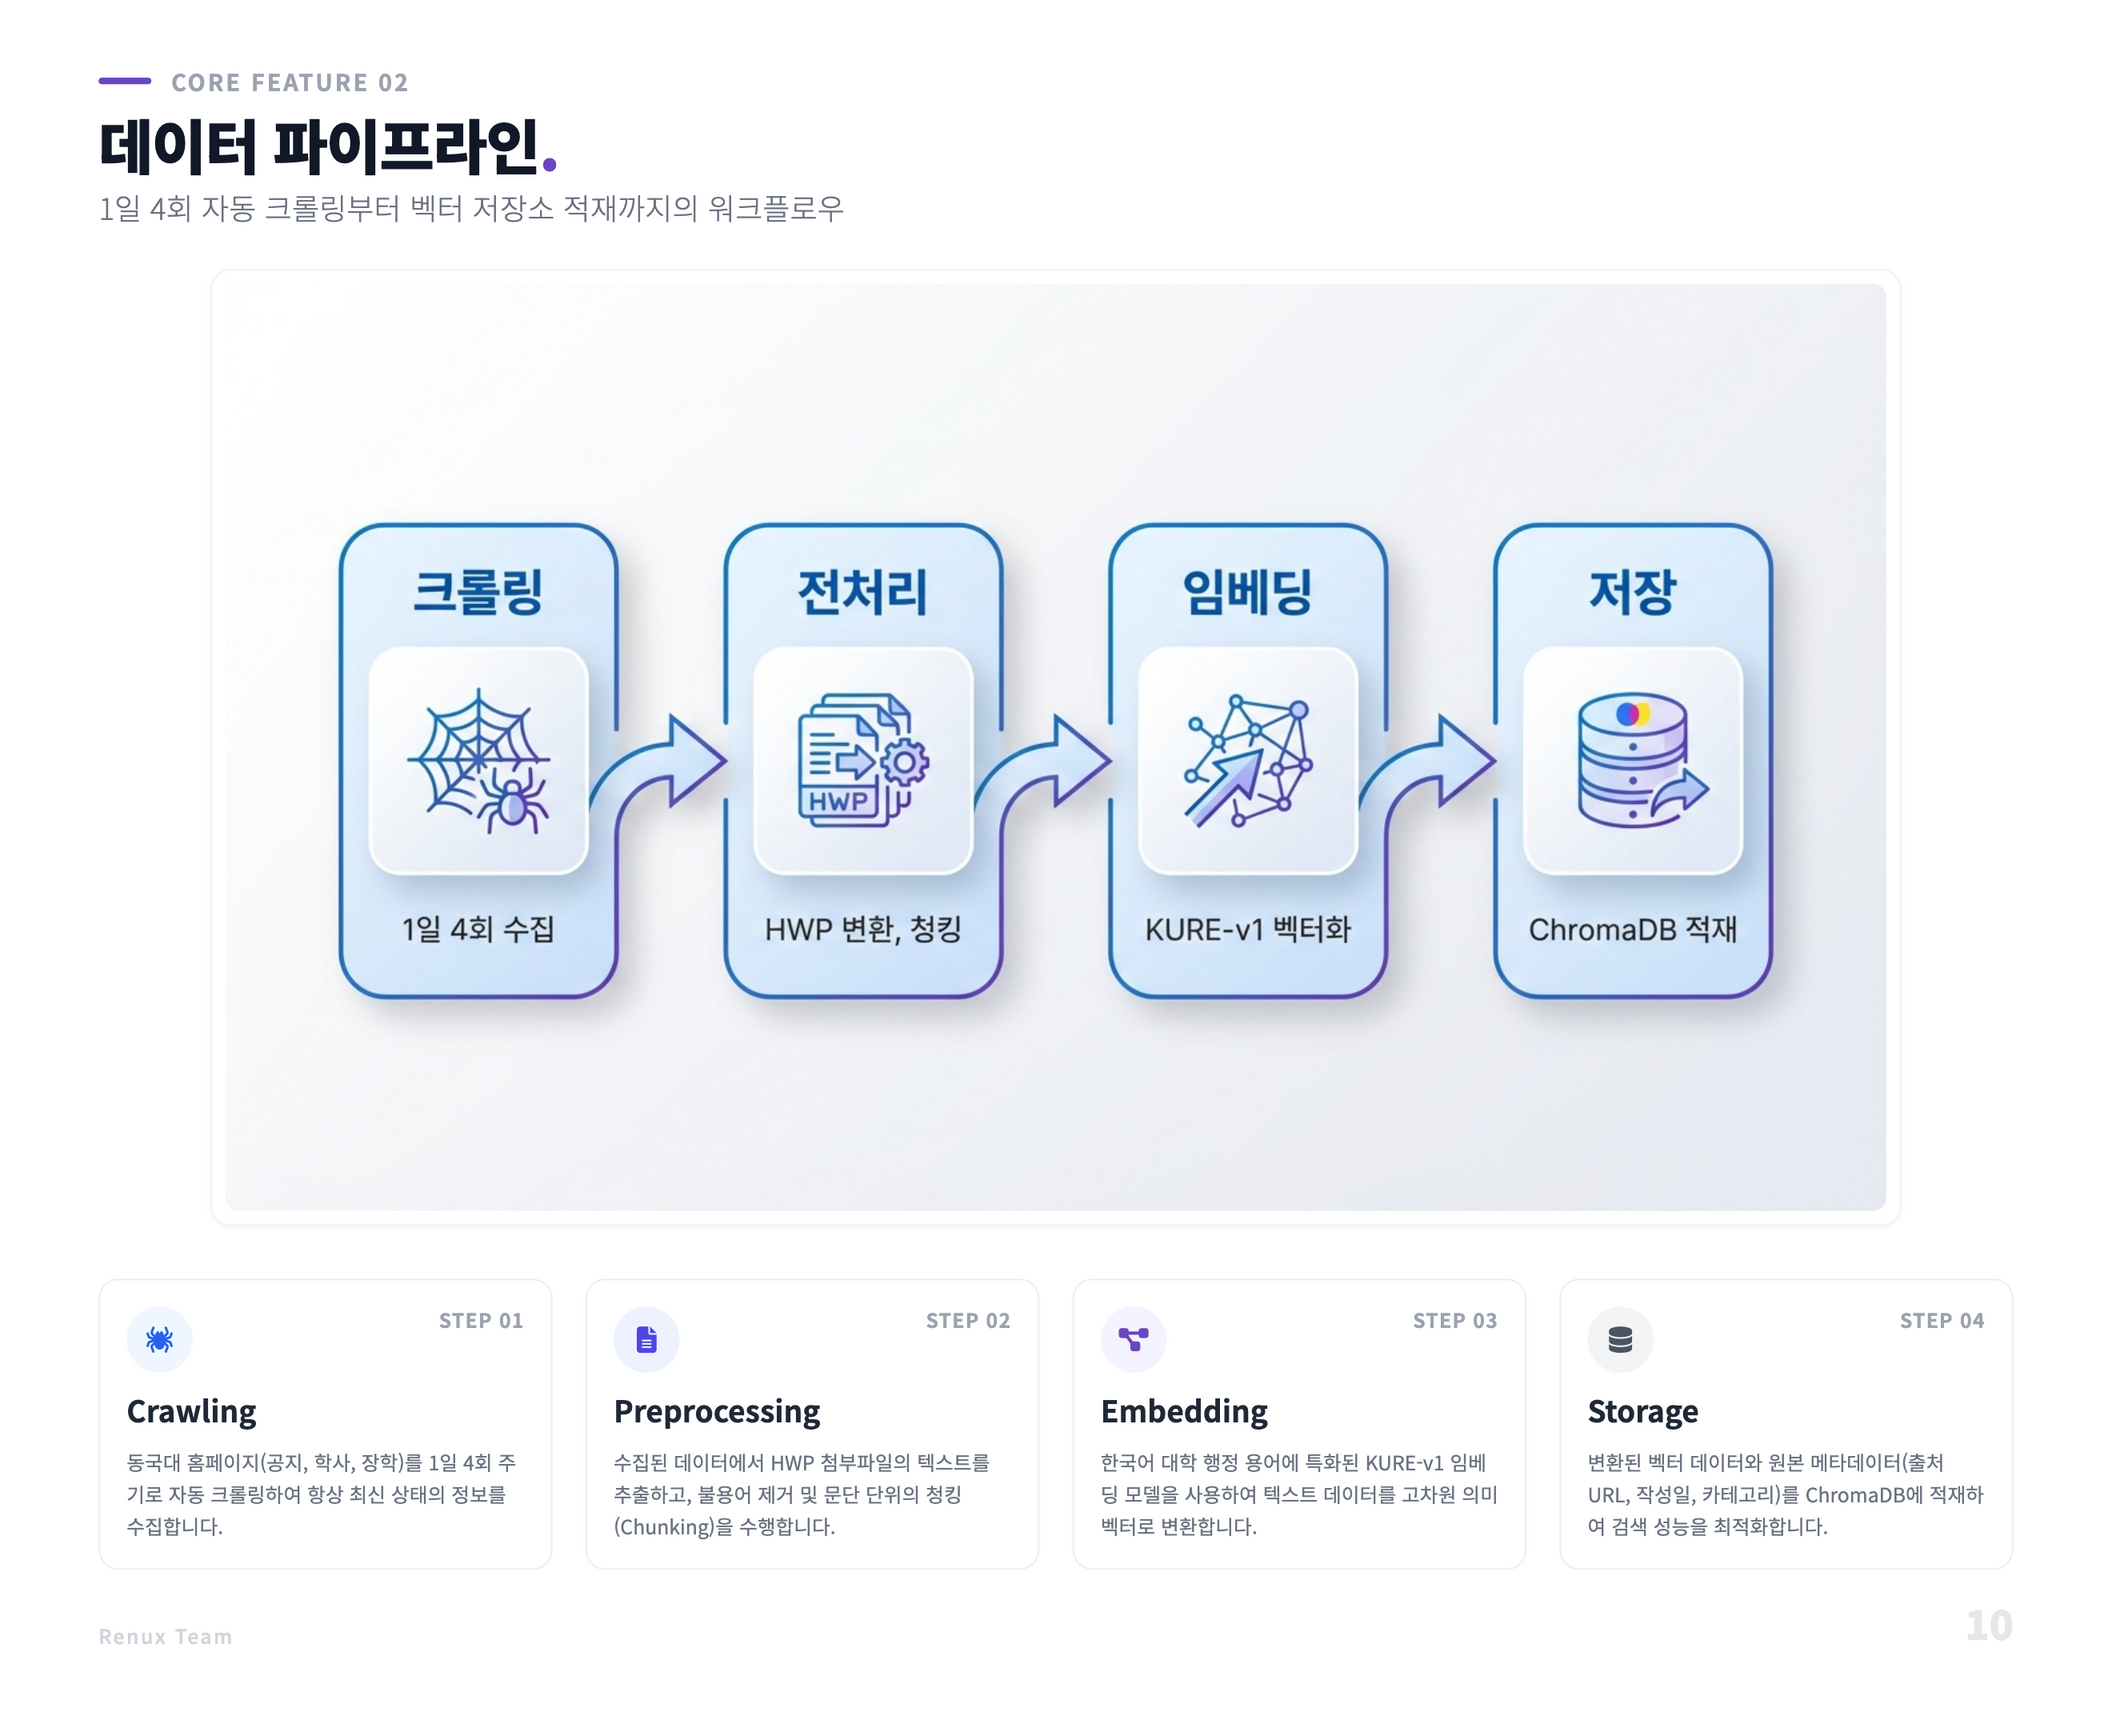 CORE FEATURE 02
데이터 파이프라인.
1일 4회 자동 크롤링부터 벡터 저장소 적재까지의 워크플로우
크롤링
전처리
임베딩
저장
HWP
1일 4회 수집
HWP 변환, 청킹
KURE-v1 벡터화
ChromaDB 적재
STEP 01
Crawling
동국대 홈페이지(공지, 학사, 장학)를 1일 4회 주
기로 자동 크롤링하여 항상 최신 상태의 정보를
수집합니다.
STEP 02
Preprocessing
수집된 데이터에서 HWP 첨부파일의 텍스트를
추출하고, 불용어 제거 및 문단 단위의 청킹
(Chunking)을 수행합니다.
STEP 03
Embedding
한국어 대학 행정 용어에 특화된 KURE-v1 임베
딩 모델을 사용하여 텍스트 데이터를 고차원 의미
벡터로 변환합니다.
STEP 04
Storage
변환된 벡터 데이터와 원본 메타데이터(출처
URL, 작성일, 카테고리)를 ChromaDB에 적재하
여 검색 성능을 최적화합니다.
Renux Team
10